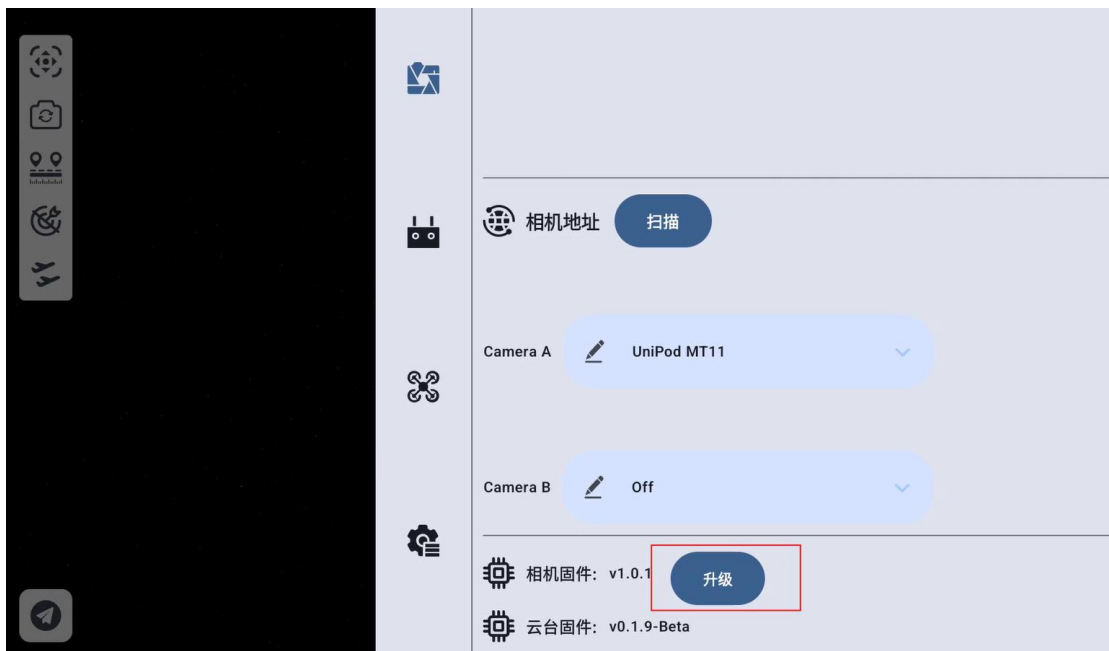 相机地址 扫描
Camera A UniPod MT11
Camera B Off
相机固件： v1.0.1 升级
云台固件： v0.1.9-Beta